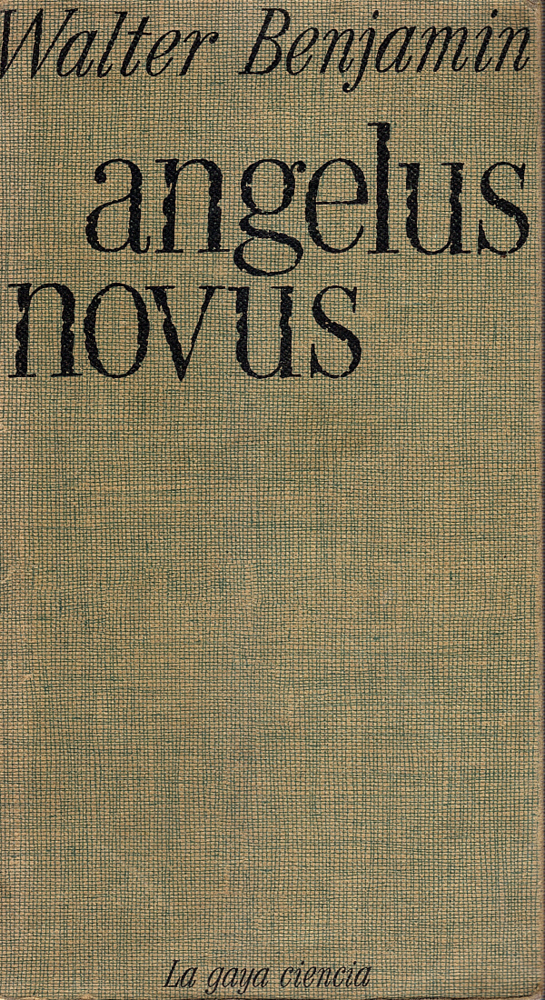 Walter Benjamin
angelus
novus
La gaya ciencia